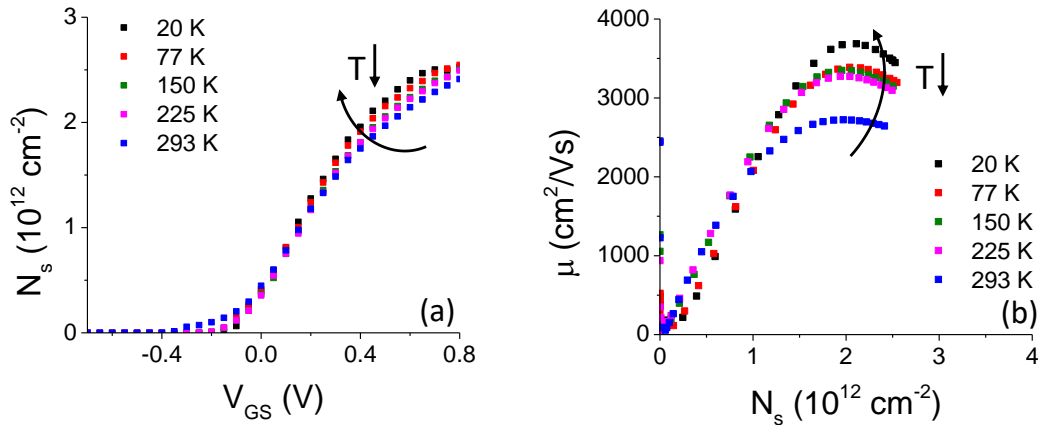 3
2
1
0
-0.4
0.0
0.4
0.8
N_s (10^12 cm^-2)
V_GS (V)
20 K
77 K
150 K
225 K
293 K
T
(a)
4000
3000
2000
1000
0
0
1
2
3
4
μ (cm^2/Vs)
N_s (10^12 cm^-2)
T
20 K
77 K
150 K
225 K
293 K
(b)